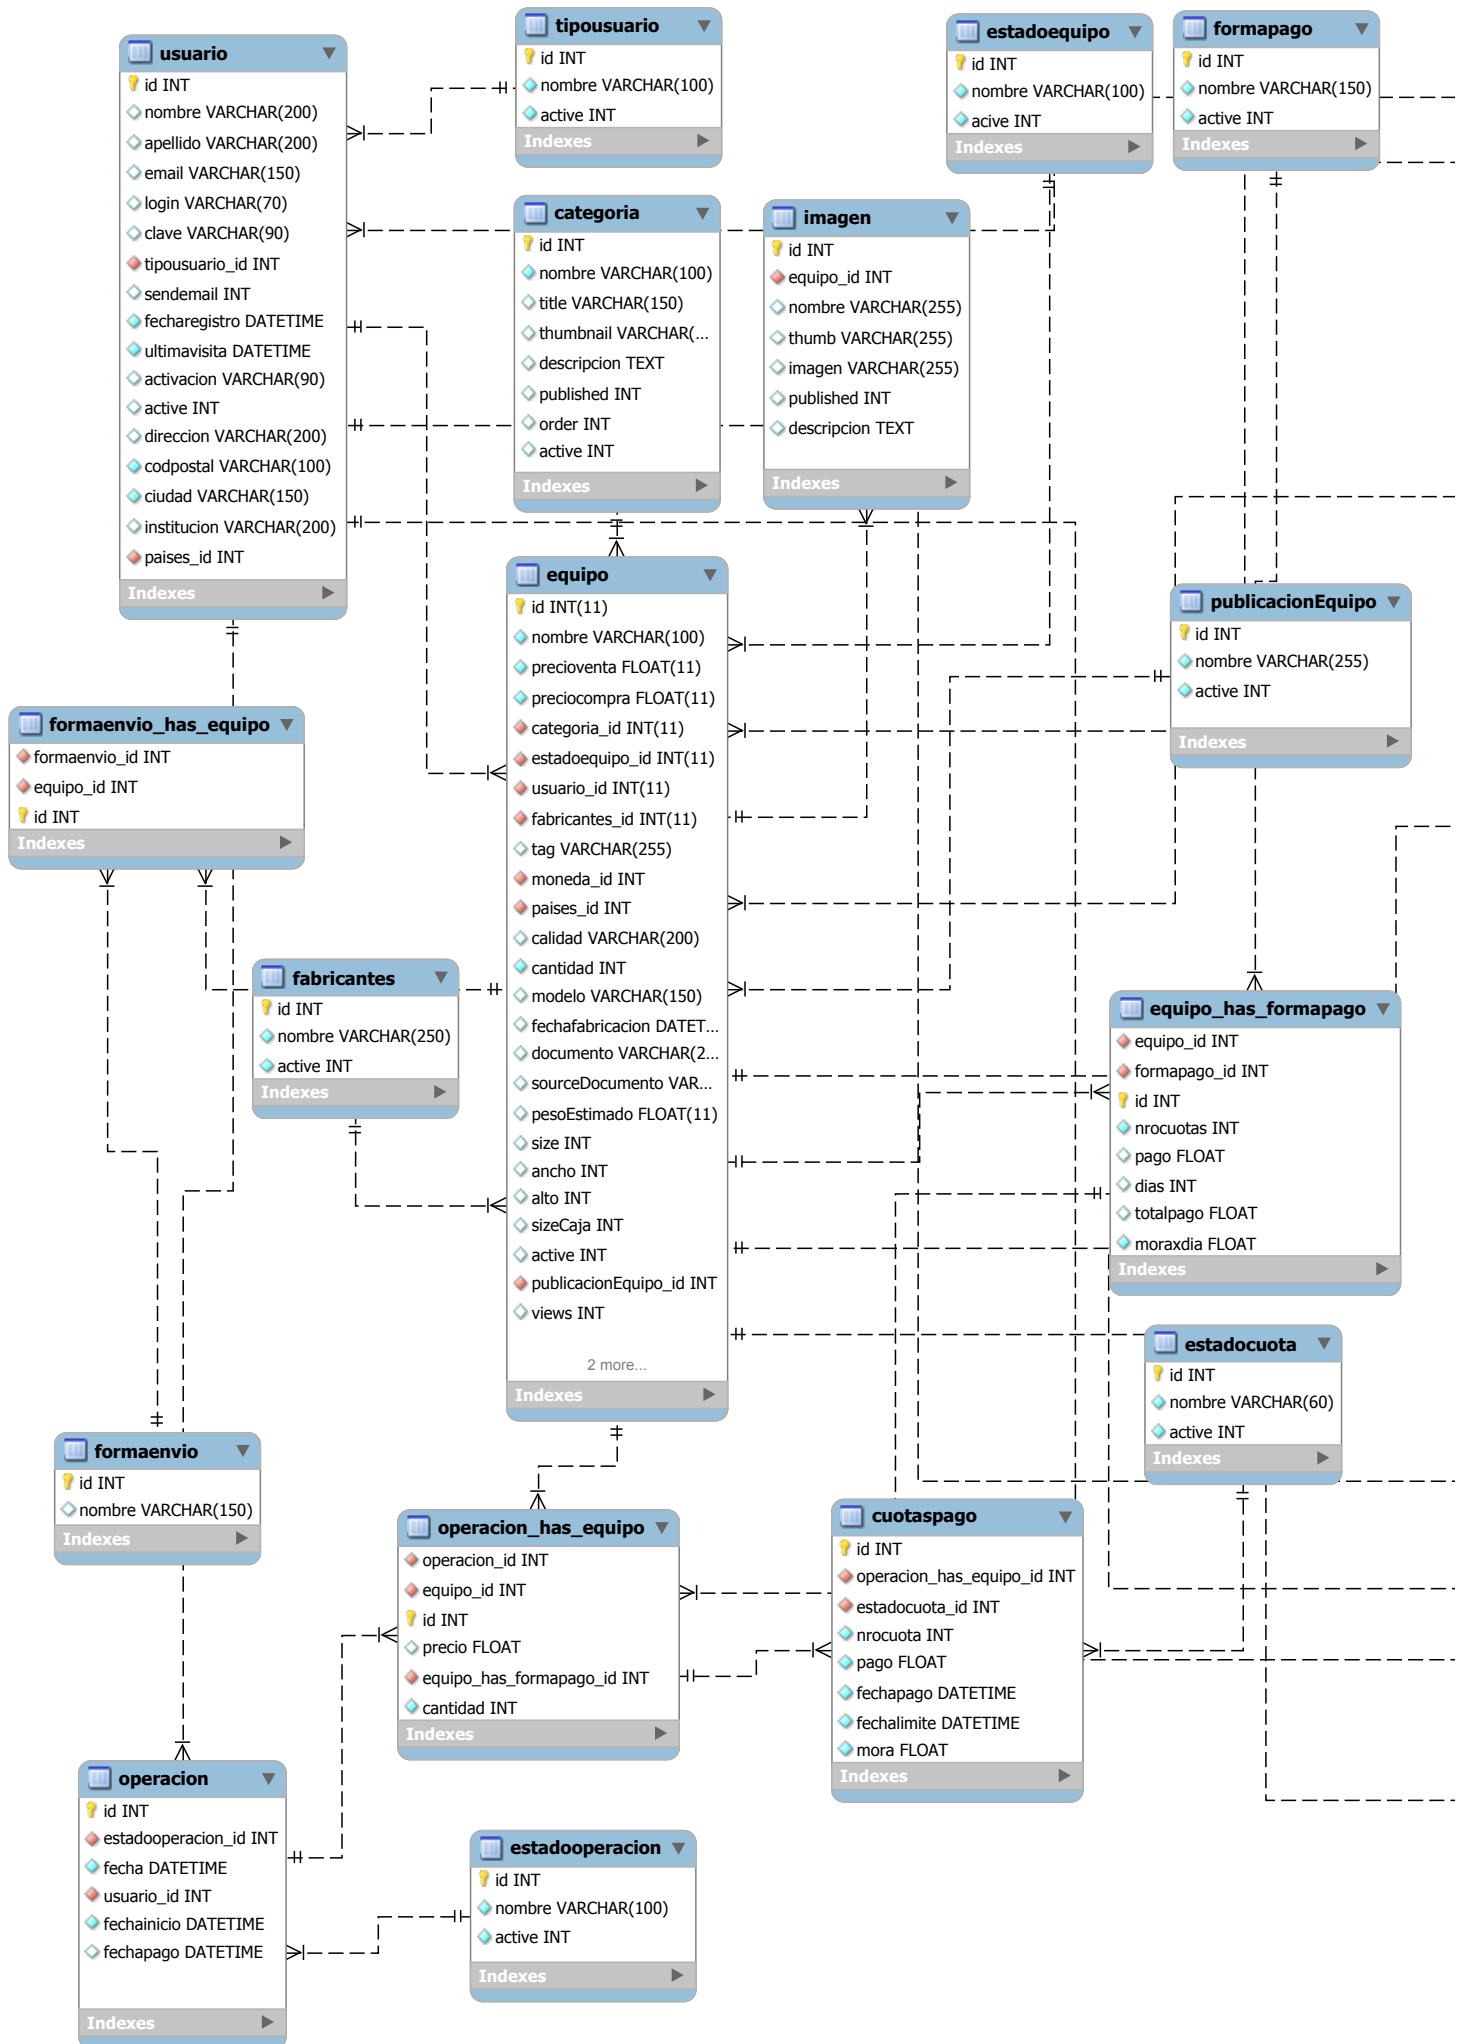 usuario
id INT
nombre VARCHAR(200)
apellido VARCHAR(200)
email VARCHAR(150)
login VARCHAR(70)
clave VARCHAR(90)
tipousuario_id INT
sendemail INT
fecharegistro DATETIME
ultimavisita DATETIME
activacion VARCHAR(90)
active INT
direccion VARCHAR(200)
codpostal VARCHAR(100)
ciudad VARCHAR(150)
institucion VARCHAR(200)
paises_id INT
Indexes
tipousuario
id INT
nombre VARCHAR(100)
active INT
Indexes
estadoequipo
id INT
nombre VARCHAR(100)
acive INT
Indexes
formapago
id INT
nombre VARCHAR(150)
active INT
Indexes
categoria
id INT
nombre VARCHAR(100)
title VARCHAR(150)
thumbnail VARCHAR(...
descripcion TEXT
published INT
order INT
active INT
Indexes
imagen
id INT
equipo_id INT
nombre VARCHAR(255)
thumb VARCHAR(255)
imagen VARCHAR(255)
published INT
descripcion TEXT
Indexes
equipo
id INT(11)
nombre VARCHAR(100)
precioventa FLOAT(11)
preciocompra FLOAT(11)
categoria_id INT(11)
estadoequipo_id INT(11)
usuario_id INT(11)
fabricantes_id INT(11)
tag VARCHAR(255)
moneda_id INT
paises_id INT
calidad VARCHAR(200)
cantidad INT
modelo VARCHAR(150)
fechafabricacion DATET...
documento VARCHAR(2...
sourceDocumento VAR...
pesoEstimado FLOAT(11)
size INT
ancho INT
alto INT
sizeCaja INT
active INT
publicacionEquipo_id INT
views INT
2 more...
Indexes
publicacionEquipo
id INT
nombre VARCHAR(255)
active INT
Indexes
formaenvio_has_equipo
formaenvio_id INT
equipo_id INT
id INT
Indexes
fabricantes
id INT
nombre VARCHAR(250)
active INT
Indexes
equipo_has_formapago
equipo_id INT
formapago_id INT
id INT
nrocuotas INT
pago FLOAT
dias INT
totalpago FLOAT
moraxdia FLOAT
Indexes
estadocuota
id INT
nombre VARCHAR(60)
active INT
Indexes
formaenvio
id INT
nombre VARCHAR(150)
Indexes
operacion_has_equipo
operacion_id INT
equipo_id INT
id INT
precio FLOAT
equipo_has_formapago_id INT
cantidad INT
Indexes
cuotaspago
id INT
operacion_has_equipo_id INT
estadocuota_id INT
nrocuota INT
pago FLOAT
fechapago DATETIME
fechalimite DATETIME
mora FLOAT
Indexes
operacion
id INT
estadooperacion_id INT
fecha DATETIME
usuario_id INT
fechainicio DATETIME
fechapago DATETIME
Indexes
estadooperacion
id INT
nombre VARCHAR(100)
active INT
Indexes